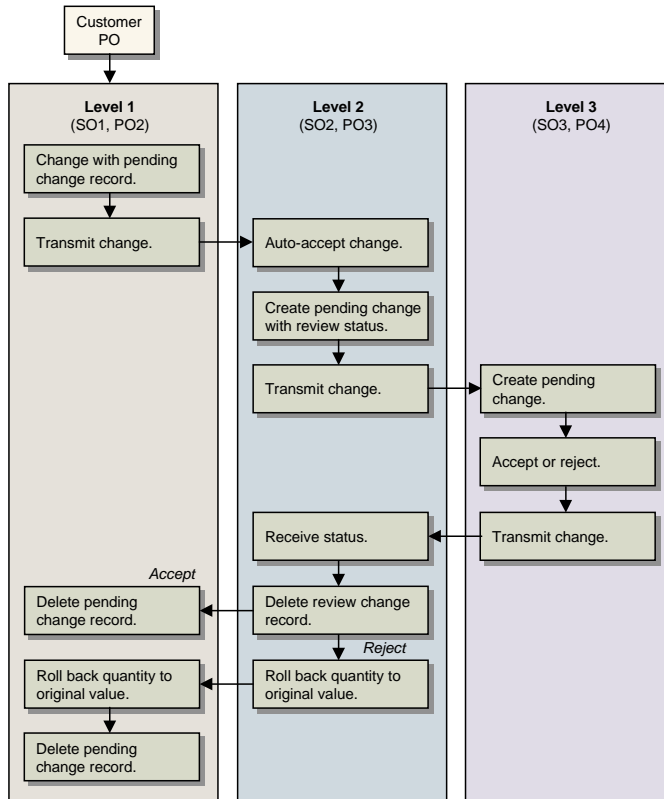 Customer
PO
Level 1
(SO1, PO2)
Change with pending
change record.
Transmit change.
Level 2
(SO2, PO3)
Auto-accept change.
Create pending change
with review status.
Transmit change.
Level 3
(SO3, PO4)
Create pending
change.
Accept or reject.
Transmit change.
Receive status.
Delete review change
record.
Accept
Delete pending
change record.
Reject
Roll back quantity to
original value.
Roll back quantity to
original value.
Delete pending
change record.